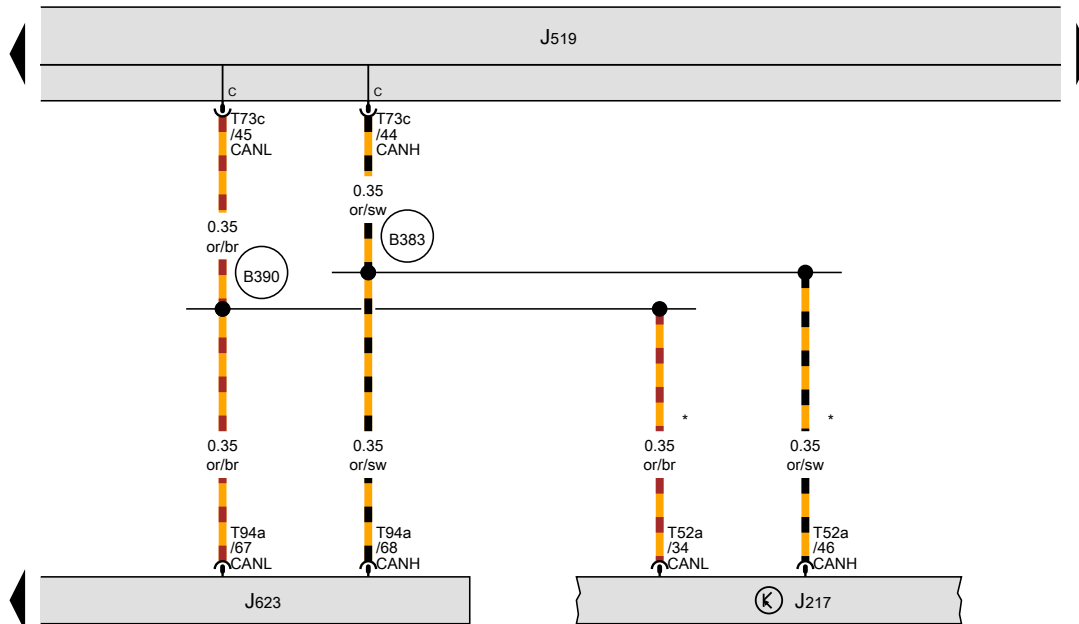 J519
C
C
T73c
/45
CANL
T73c
/44
CANH
0.35
or/sw
0.35
or/br
B383
B390
*
*
0.35
or/br
0.35
or/sw
0.35
or/br
0.35
or/sw
T94a
/67
CANL
T94a
/68
CANH
T52a
/34
CANL
T52a
/46
CANH
J623
K J217